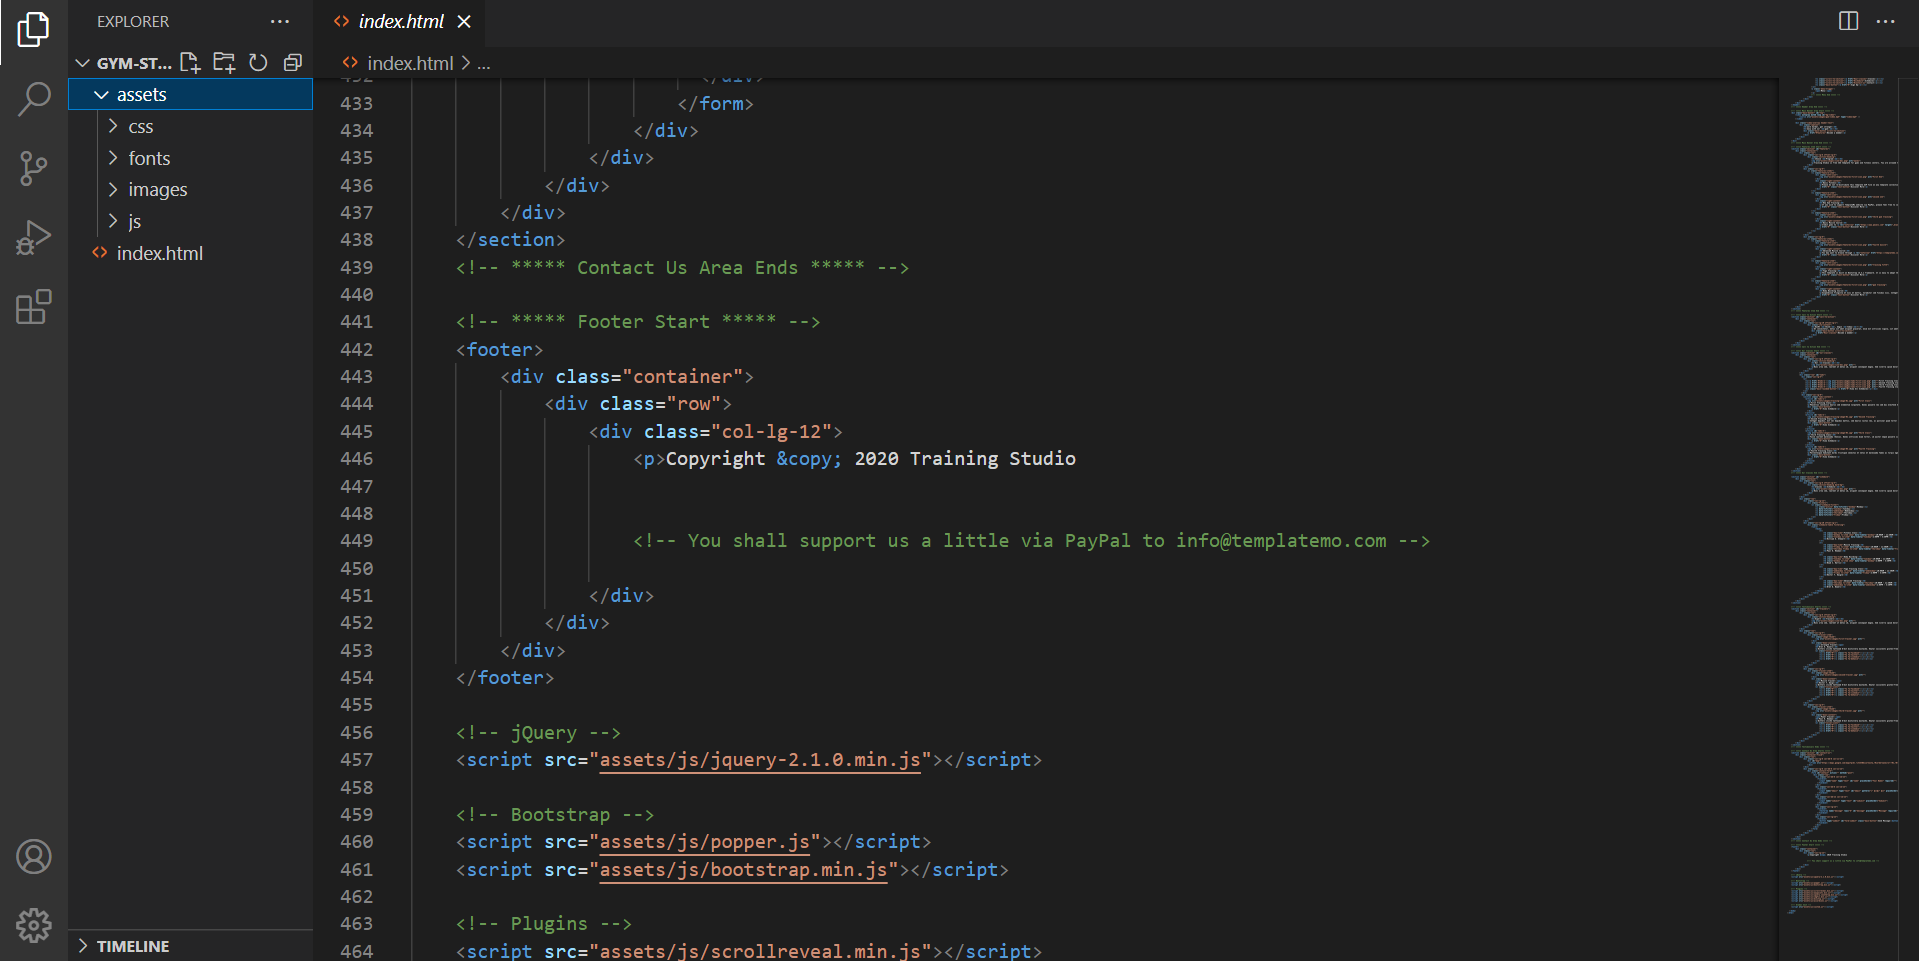 EXPLORER
GYM-ST...
assets
css
fonts
images
js
index.html
TIMELINE
index.html
index.html > ...
432 </div>
433 </form>
434 </div>
435 </div>
436 </div>
437 </div>
438 </section>
439 <!-- ***** Contact Us Area Ends ***** -->
440
441 <!-- ***** Footer Start ***** -->
442 <footer>
443 <div class="container">
444 <div class="row">
445 <div class="col-lg-12">
446 <p>Copyright &copy; 2020 Training Studio
447
448
449 <!-- You shall support us a little via PayPal to info@templatemo.com -->
450
451 </div>
452 </div>
453 </div>
454 </footer>
455
456 <!-- jQuery -->
457 <script src="assets/js/jquery-2.1.0.min.js"></script>
458
459 <!-- Bootstrap -->
460 <script src="assets/js/popper.js"></script>
461 <script src="assets/js/bootstrap.min.js"></script>
462
463 <!-- Plugins -->
464 <script src="assets/js/scrollreveal.min.js"></script>